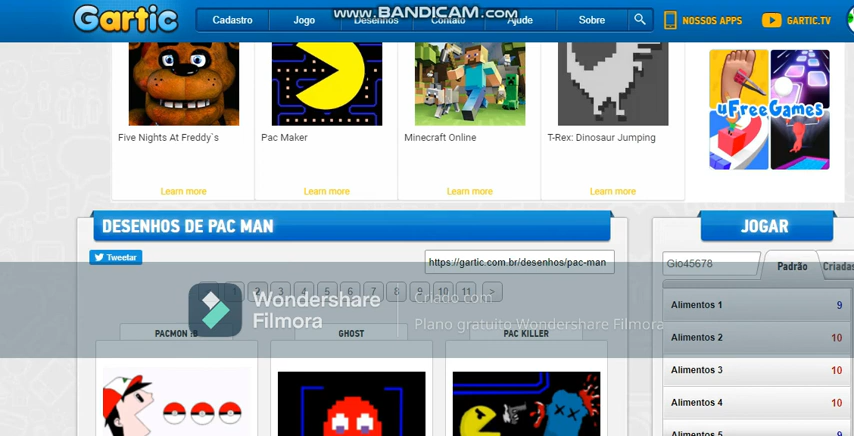 Gartic
Cadastro
Jogo
Desenhos
Contato
Ajude
Sobre
NOSSOS APPS
GARTIC.TV
www.BANDICAM.com
Five Nights At Freddy`s
Pac Maker
Minecraft Online
T-Rex: Dinosaur Jumping
Learn more
Learn more
Learn more
Learn more
uFreeGames
DESENHOS DE PAC MAN
JOGAR
Tweetar
https://gartic.com.br/desenhos/pac-man
Gio45678
Padrão
Criadas
1 2 3 4 5 6 7 8 9 10 11 >
Wondershare
Filmora
Criado com
Plano gratuito Wondershare Filmora
PACMON :D
GHOST
PAC KILLER
Alimentos 1 9
Alimentos 2 10
Alimentos 3 10
Alimentos 4 10
Alimentos 5 9